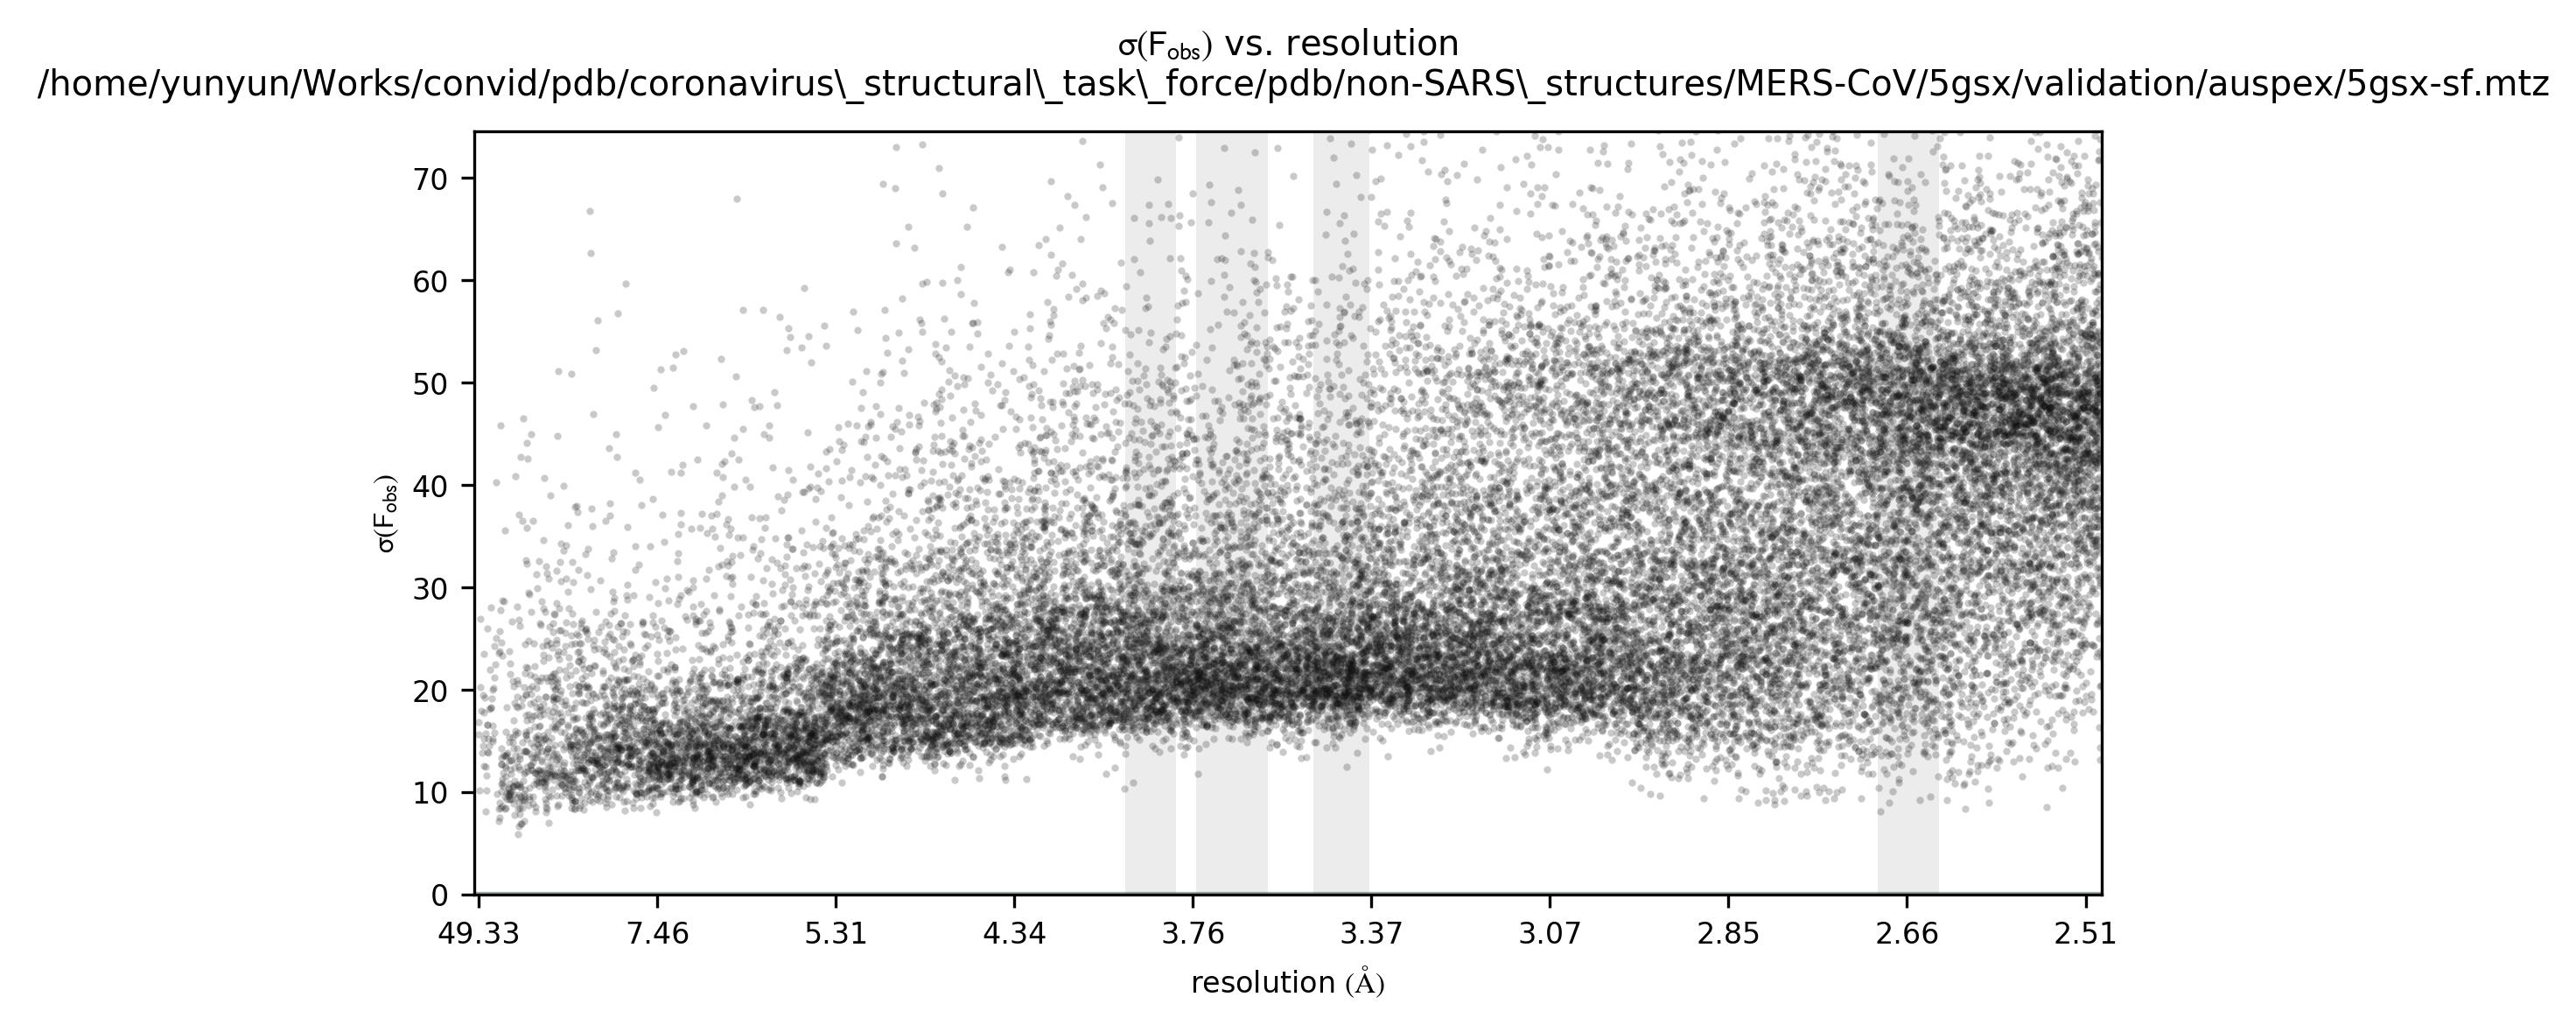 σ(Fobs) vs. resolution
/home/yunyun/Works/convid/pdb/coronavirus\_structural\_task\_force/pdb/non-SARS\_structures/MERS-CoV/5gsx/validation/auspex/5gsx-sf.mtz
σ(Fobs)
70
60
50
40
30
20
10
0
49.33 7.46 5.31 4.34 3.76 3.37 3.07 2.85 2.66 2.51
resolution (Å)